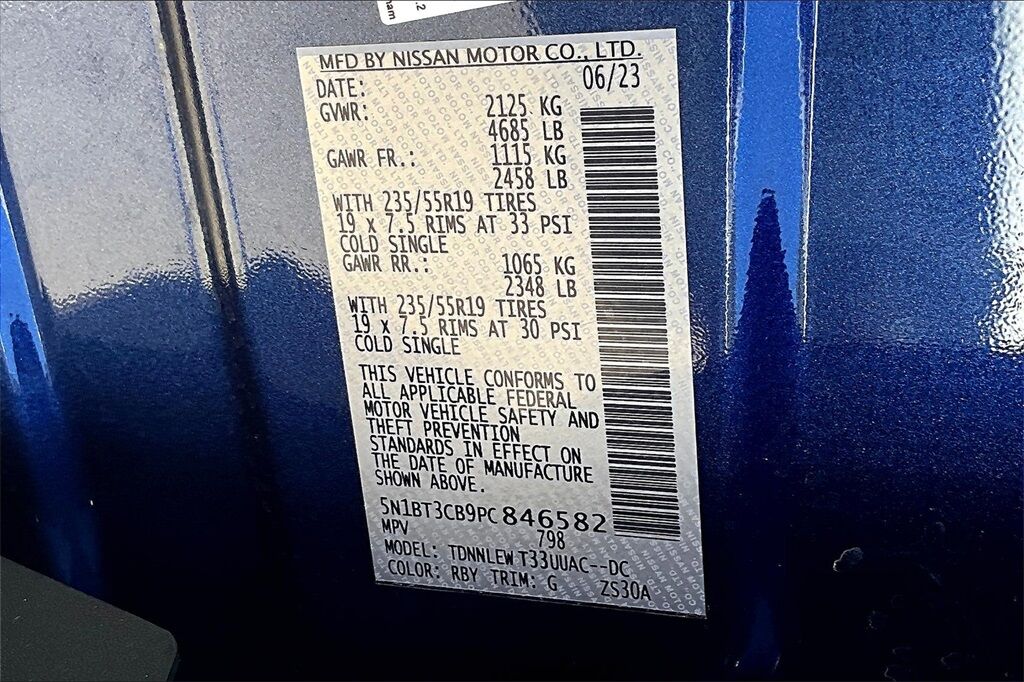 .2
ham
MFD BY NISSAN MOTOR CO., LTD.
DATE: 06/23
GVWR: 2125 KG
4685 LB
GAWR FR.: 1115 KG
2458 LB
WITH 235/55R19 TIRES
19 x 7.5 RIMS AT 33 PSI
COLD SINGLE
GAWR RR.: 1065 KG
2348 LB
WITH 235/55R19 TIRES
19 x 7.5 RIMS AT 30 PSI
COLD SINGLE
THIS VEHICLE CONFORMS TO
ALL APPLICABLE FEDERAL
MOTOR VEHICLE SAFETY AND
THEFT PREVENTION
STANDARDS IN EFFECT ON
THE DATE OF MANUFACTURE
SHOWN ABOVE.
5N1BT3CB9PC846582
MPV 798
MODEL: TDNNLEW T33UUAC--DC
COLOR: RBY TRIM: G ZS30A